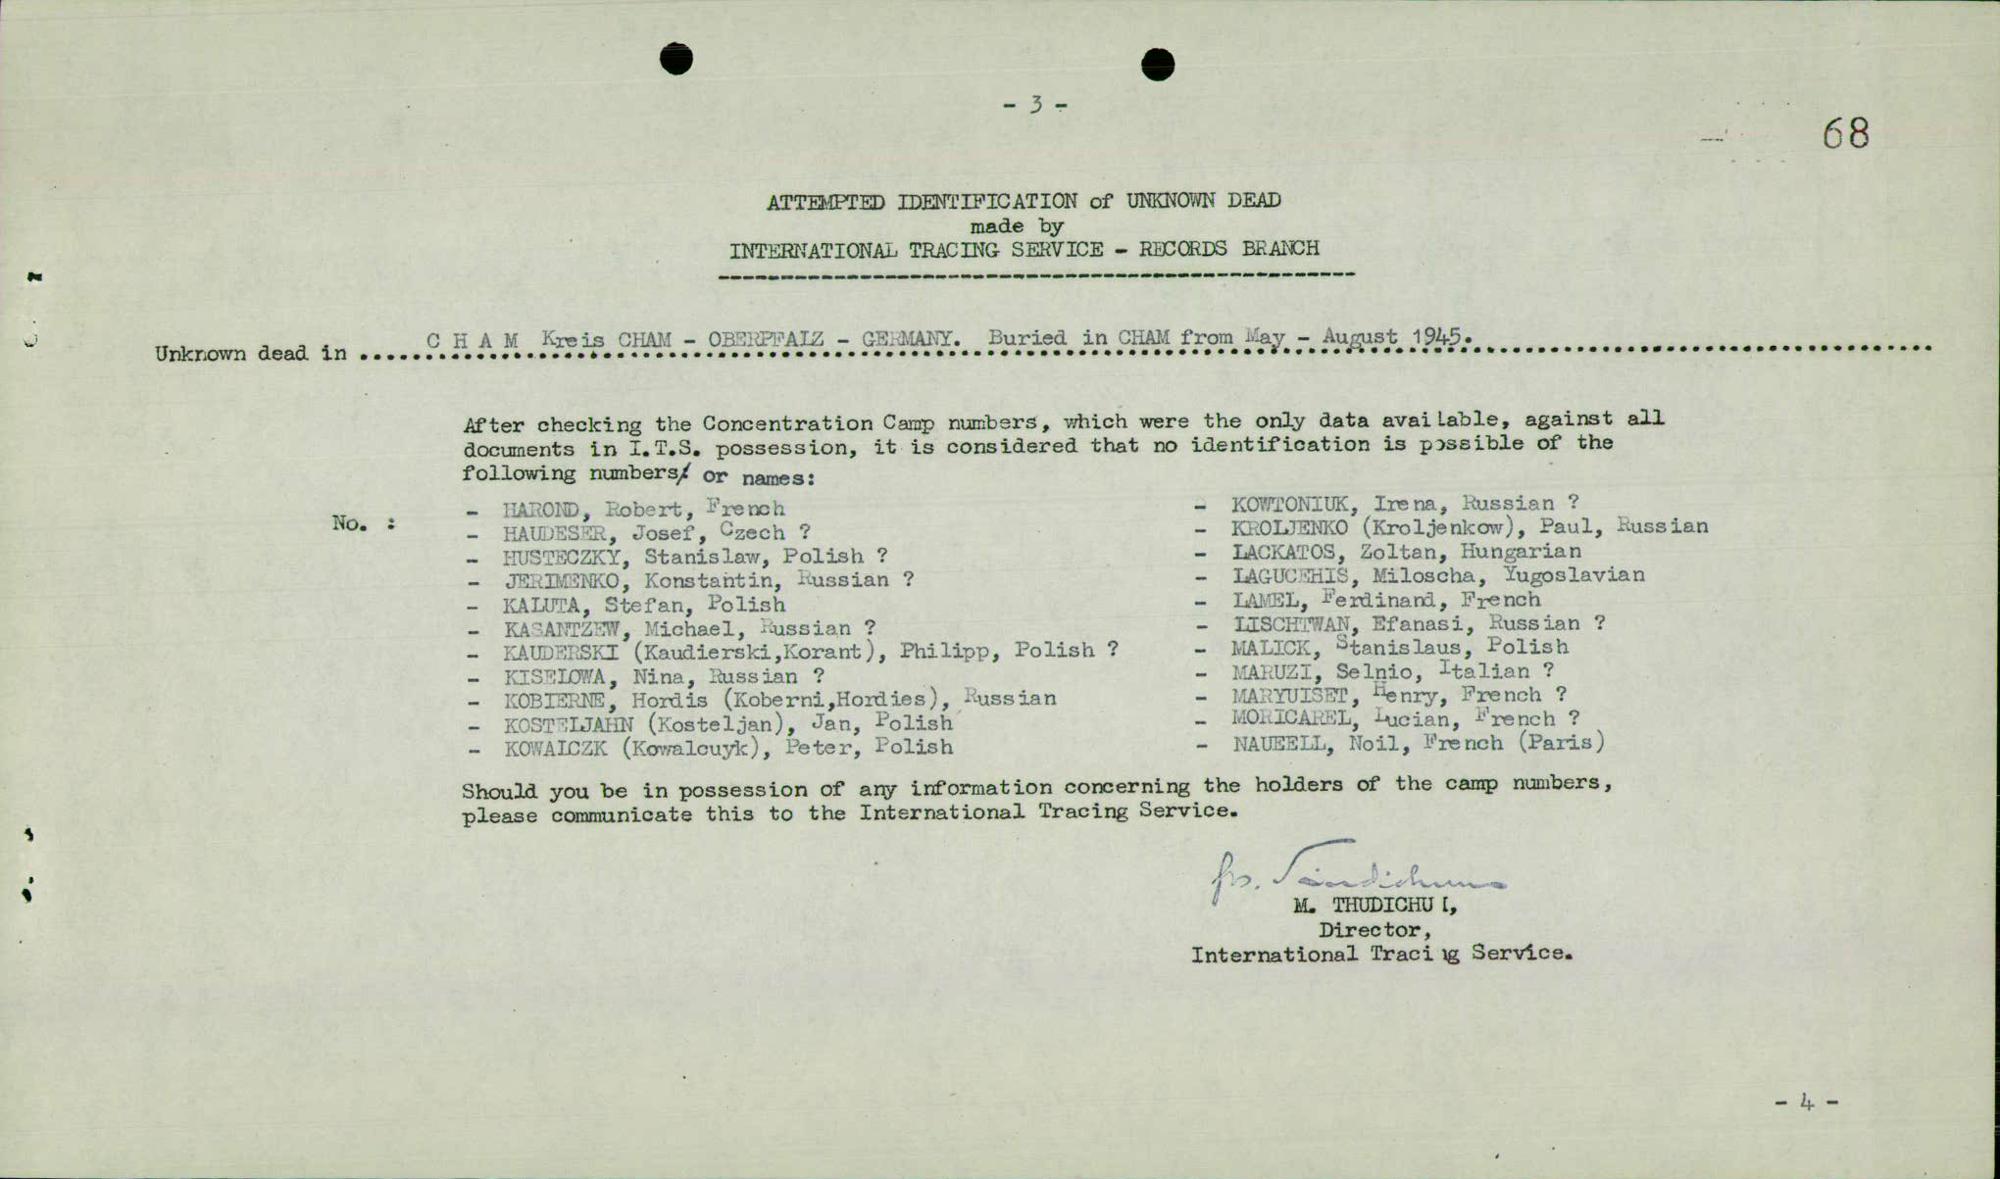 - 3 -
68
ATTEMPTED IDENTIFICATION of UNKNOWN DEAD
made by
INTERNATIONAL TRACING SERVICE - RECORDS BRANCH
Unknown dead in C H A M Kreis CHAM - OBERPFALZ - GERMANY. Buried in CHAM from May - August 1945.
After checking the Concentration Camp numbers, which were the only data available, against all
documents in I.T.S. possession, it is considered that no identification is possible of the
following numbers/ or names:
No. :
- HAROND, Robert, French
- HAUDESER, Josef, Czech ?
- HUSTECZKY, Stanislaw, Polish ?
- JERIMENKO, Konstantin, Russian ?
- KALUTA, Stefan, Polish
- KASANTZEW, Michael, Russian ?
- KAUDERSKI (Kaudierski,Korant), Philipp, Polish ?
- KISELOWA, Nina, Russian ?
- KOBIERNE, Hordis (Koberni,Hordies), Russian
- KOSTELJAHN (Kosteljan), Jan, Polish
- KOWALCZK (Kowalcuyk), Peter, Polish
- KOWTONIUK, Irena, Russian ?
- KROLJENKO (Kroljenkow), Paul, Russian
- LACKATOS, Zoltan, Hungarian
- LAGUCEHIS, Miloscha, Yugoslavian
- LAMEL, Ferdinand, French
- LISCHTWAN, Efanasi, Russian ?
- MALICK, Stanislaus, Polish
- MARUZI, Selnio, Italian ?
- MARYUISET, Henry, French ?
- MORICAREL, Lucian, French ?
- NAUEELL, Noil, French (Paris)
Should you be in possession of any information concerning the holders of the camp numbers,
please communicate this to the International Tracing Service.
M. THUDICHUM,
Director,
International Tracing Service.
- 4 -